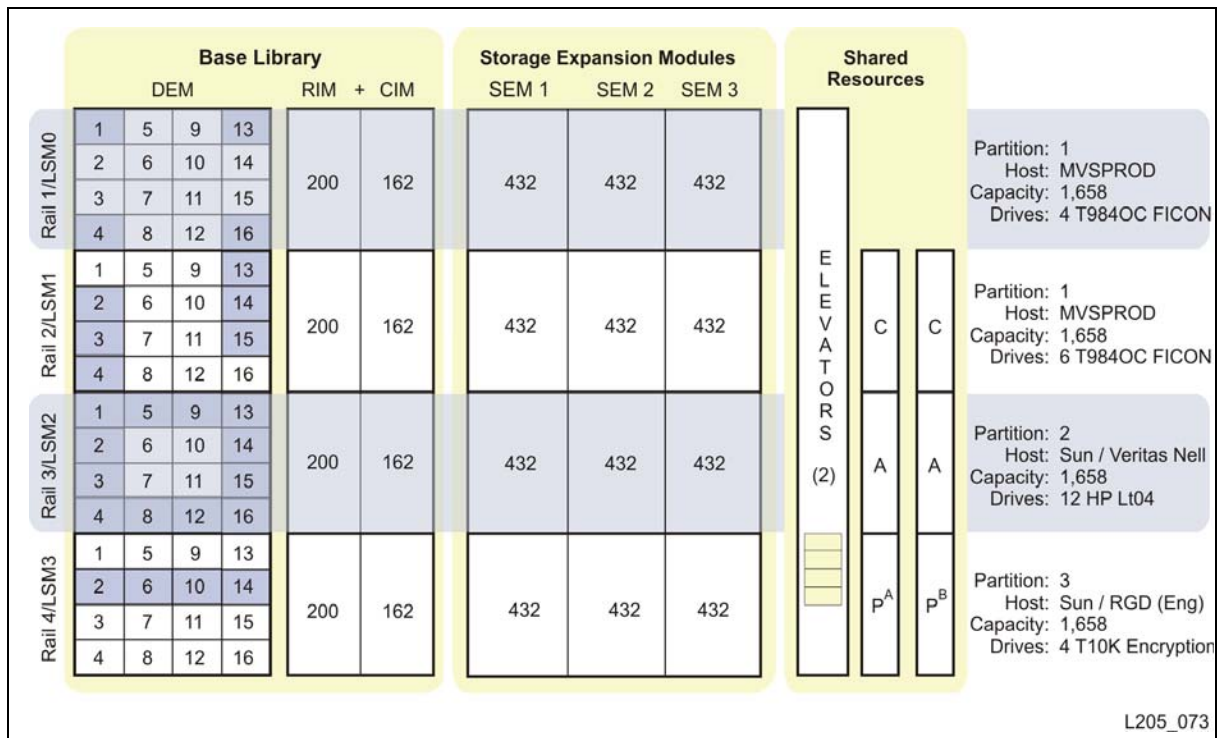 Base Library
Storage Expansion Modules
Shared
Resources
DEM
RIM + CIM
SEM 1 SEM 2 SEM 3
Rail 1/LSM0
1 5 9 13
2 6 10 14
3 7 11 15
4 8 12 16
200 162 432 432 432
Partition: 1
Host: MVSPROD
Capacity: 1,658
Drives: 4 T984OC FICON
Rail 2/LSM1
1 5 9 13
2 6 10 14
3 7 11 15
4 8 12 16
200 162 432 432 432
ELEVATORS
(2)
C C
Partition: 1
Host: MVSPROD
Capacity: 1,658
Drives: 6 T984OC FICON
Rail 3/LSM2
1 5 9 13
2 6 10 14
3 7 11 15
4 8 12 16
200 162 432 432 432
A A
Partition: 2
Host: Sun / Veritas Nell
Capacity: 1,658
Drives: 12 HP Lt04
Rail 4/LSM3
1 5 9 13
2 6 10 14
3 7 11 15
4 8 12 16
200 162 432 432 432
P^A P^B
Partition: 3
Host: Sun / RGD (Eng)
Capacity: 1,658
Drives: 4 T10K Encryption
L205_073